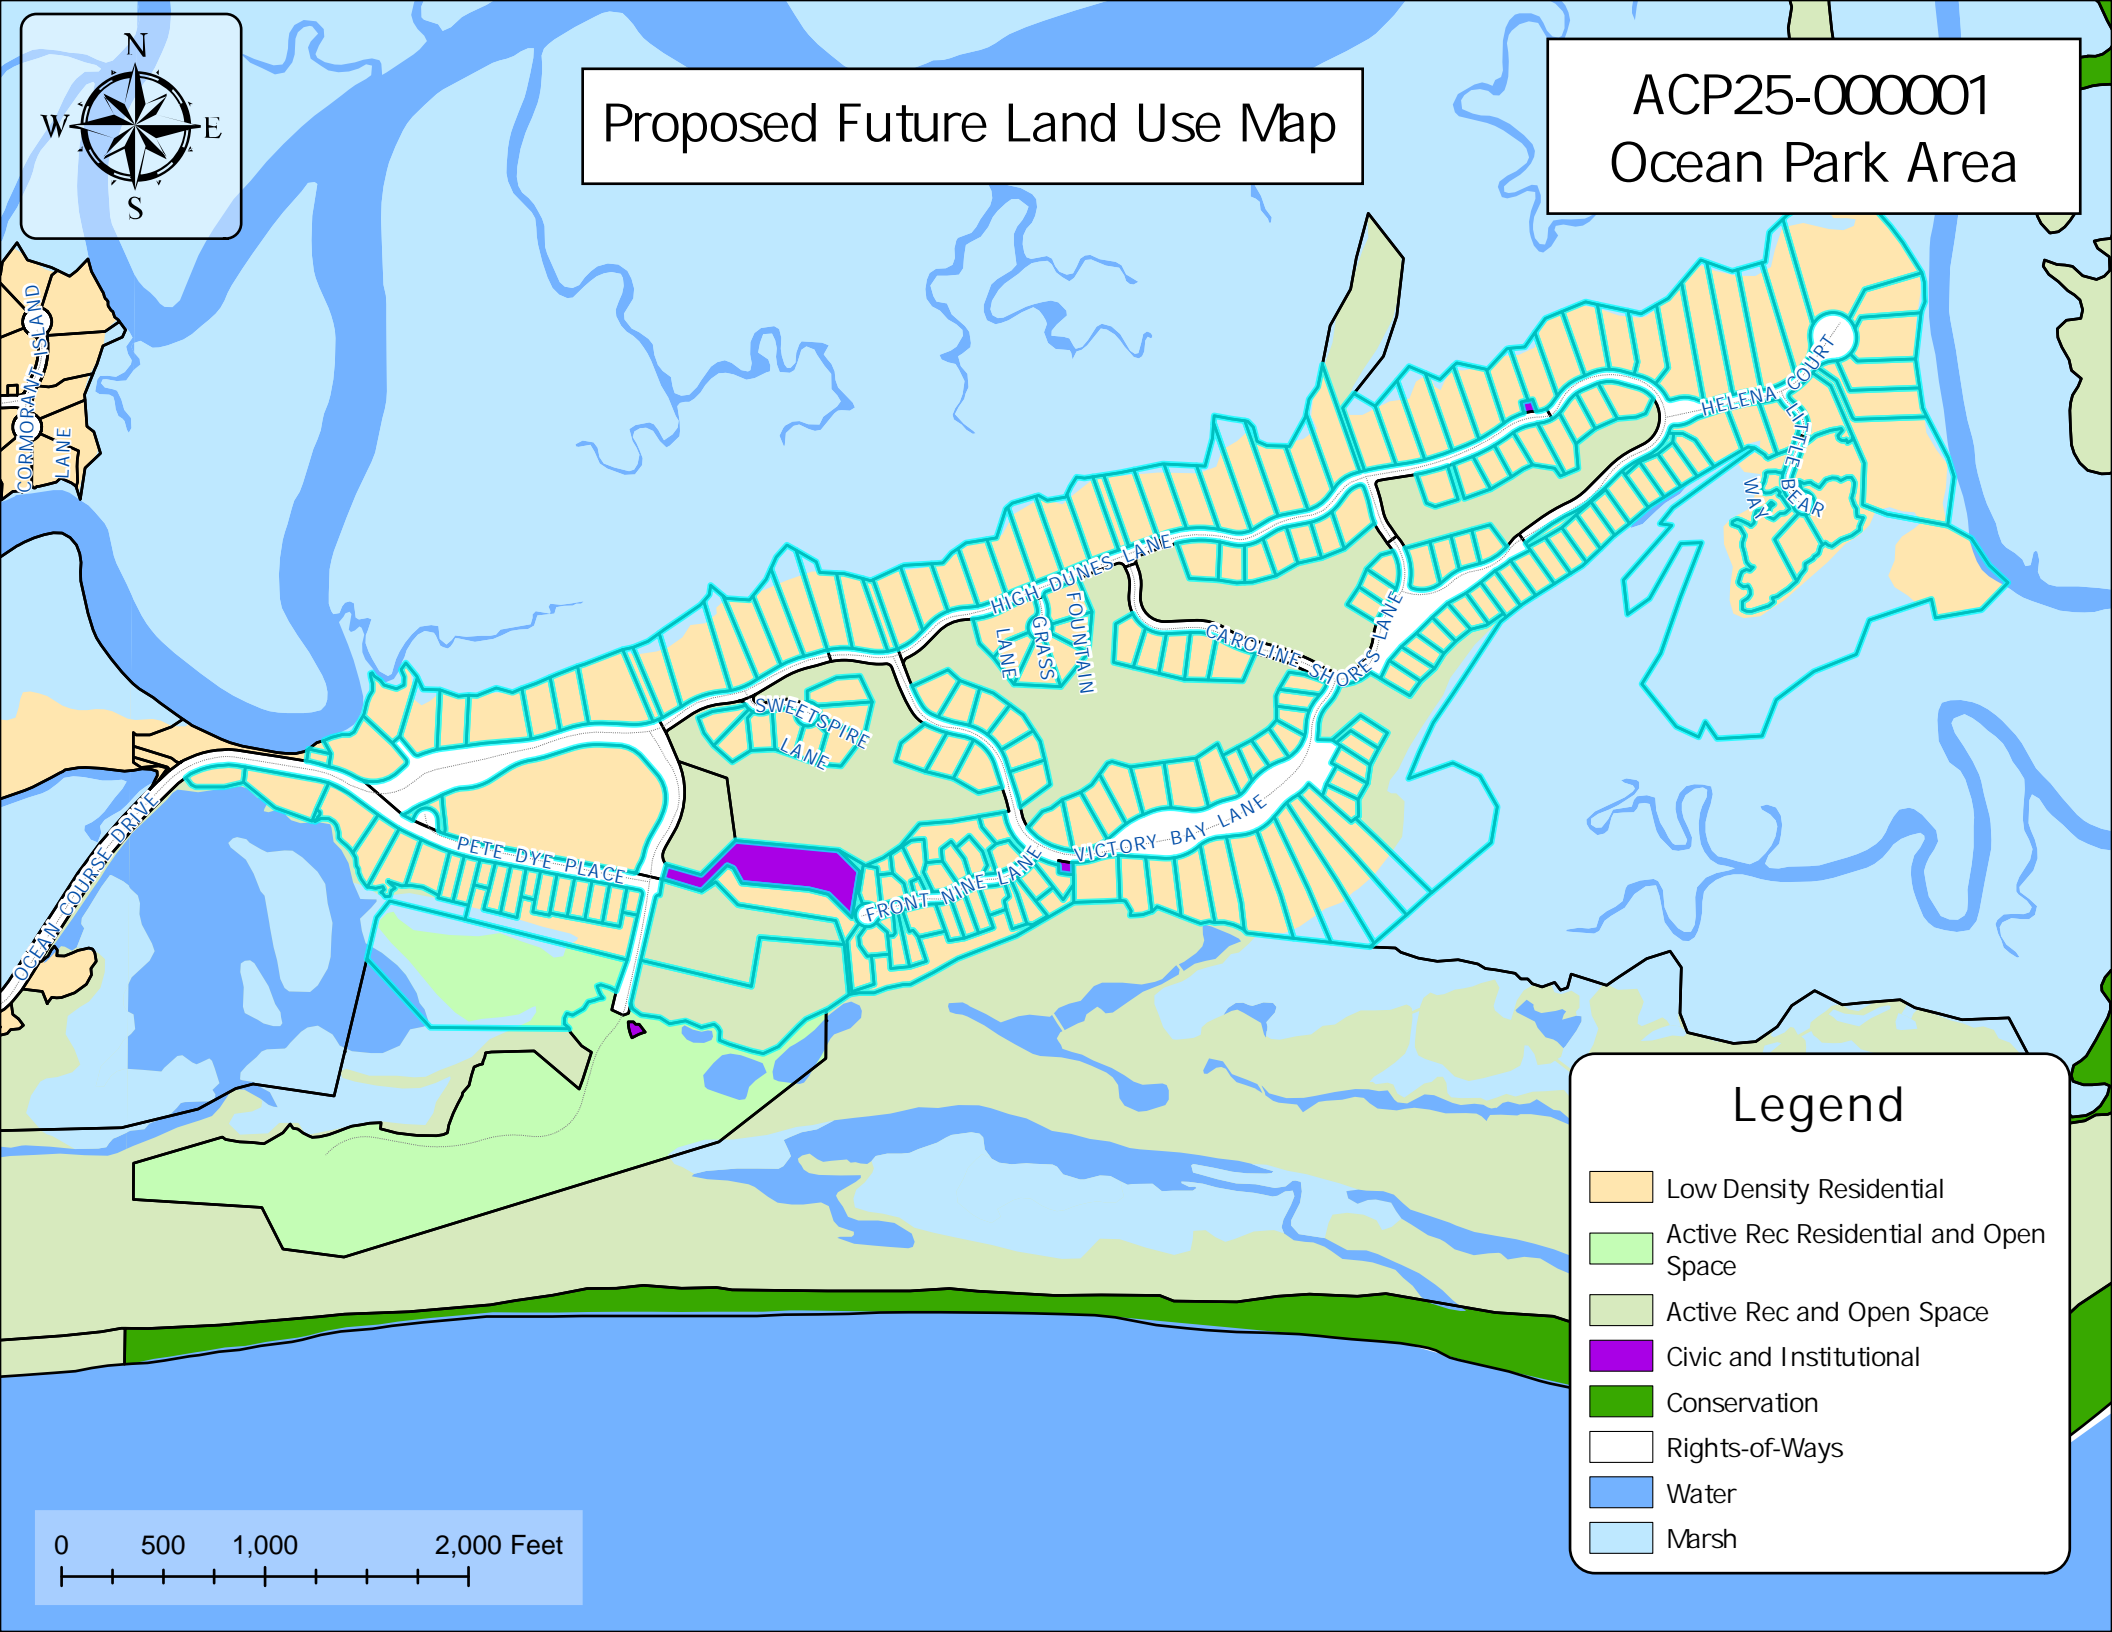 N
W
E
S
Proposed Future Land Use Map
ACP25-000001
Ocean Park Area
CORMORANT ISLAND
LANE
HELENA COURT
LITTLE BEAR
WAY
HIGH DUNES LANE
FOUNTAIN
GRASS
LANE
CAROLINE SHORES LANE
SWEETSPIRE
LANE
OCEAN COURSE DRIVE
PETE DYE PLACE
VICTORY BAY LANE
FRONT NINE LANE
Legend
Low Density Residential
Active Rec Residential and Open
Space
Active Rec and Open Space
Civic and Institutional
Conservation
Rights-of-Ways
Water
Marsh
0 500 1,000 2,000 Feet